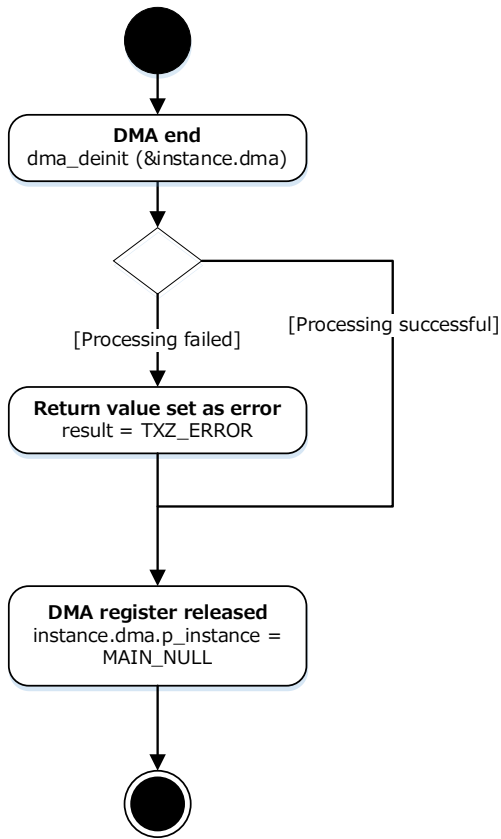 DMA end
dma_deinit (&instance.dma)
[Processing failed]
[Processing successful]
Return value set as error
result = TXZ_ERROR
DMA register released
instance.dma.p_instance =
MAIN_NULL